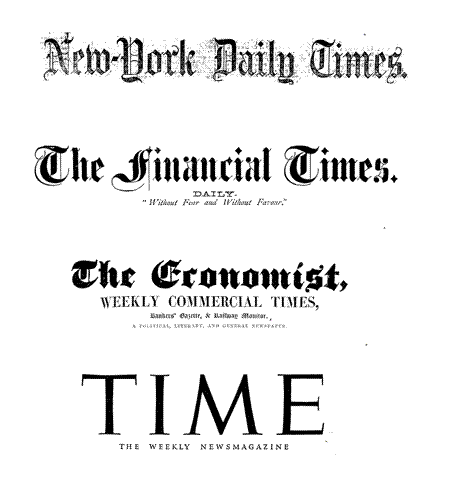 New-York Daily Times.
The Financial Times.
DAILY.
"Without Fear and Without Favour."
The Economist,
WEEKLY COMMERCIAL TIMES,
Bankers' Gazette, & Railway Monitor.
A POLITICAL, LITERARY, AND GENERAL NEWSPAPER.
TIME
THE WEEKLY NEWSMAGAZINE